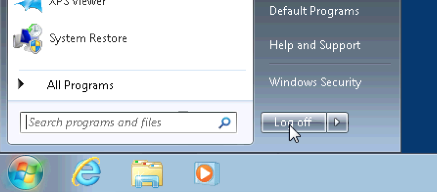 XPS Viewer
System Restore
All Programs
Search programs and files
Default Programs
Help and Support
Windows Security
Log off